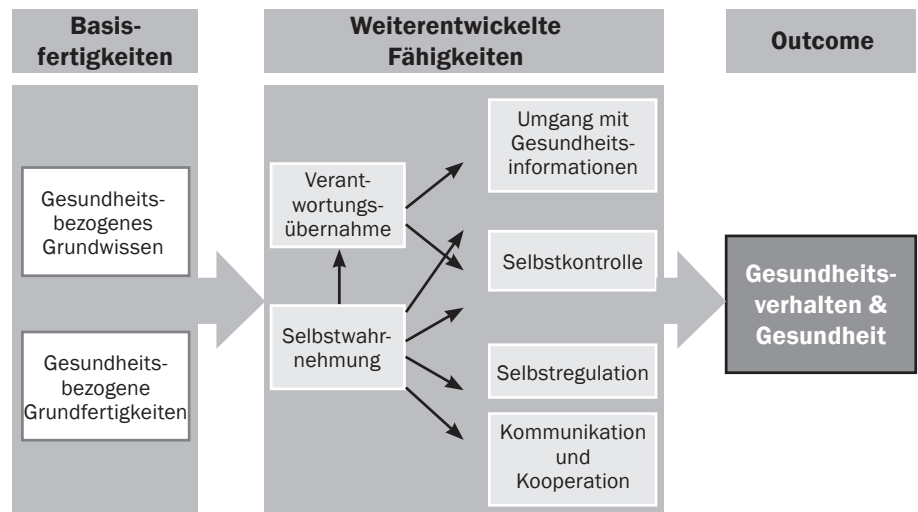 Basis-
fertigkeiten
Weiterentwickelte
Fähigkeiten
Outcome
Gesundheits-
bezogenes
Grundwissen
Gesundheits-
bezogene
Grundfertigkeiten
Verant-
wortungs-
übernahme
Selbstwahr-
nehmung
Umgang mit
Gesundheits-
informationen
Selbstkontrolle
Selbstregulation
Kommunikation
und
Kooperation
Gesundheits-
verhalten &
Gesundheit